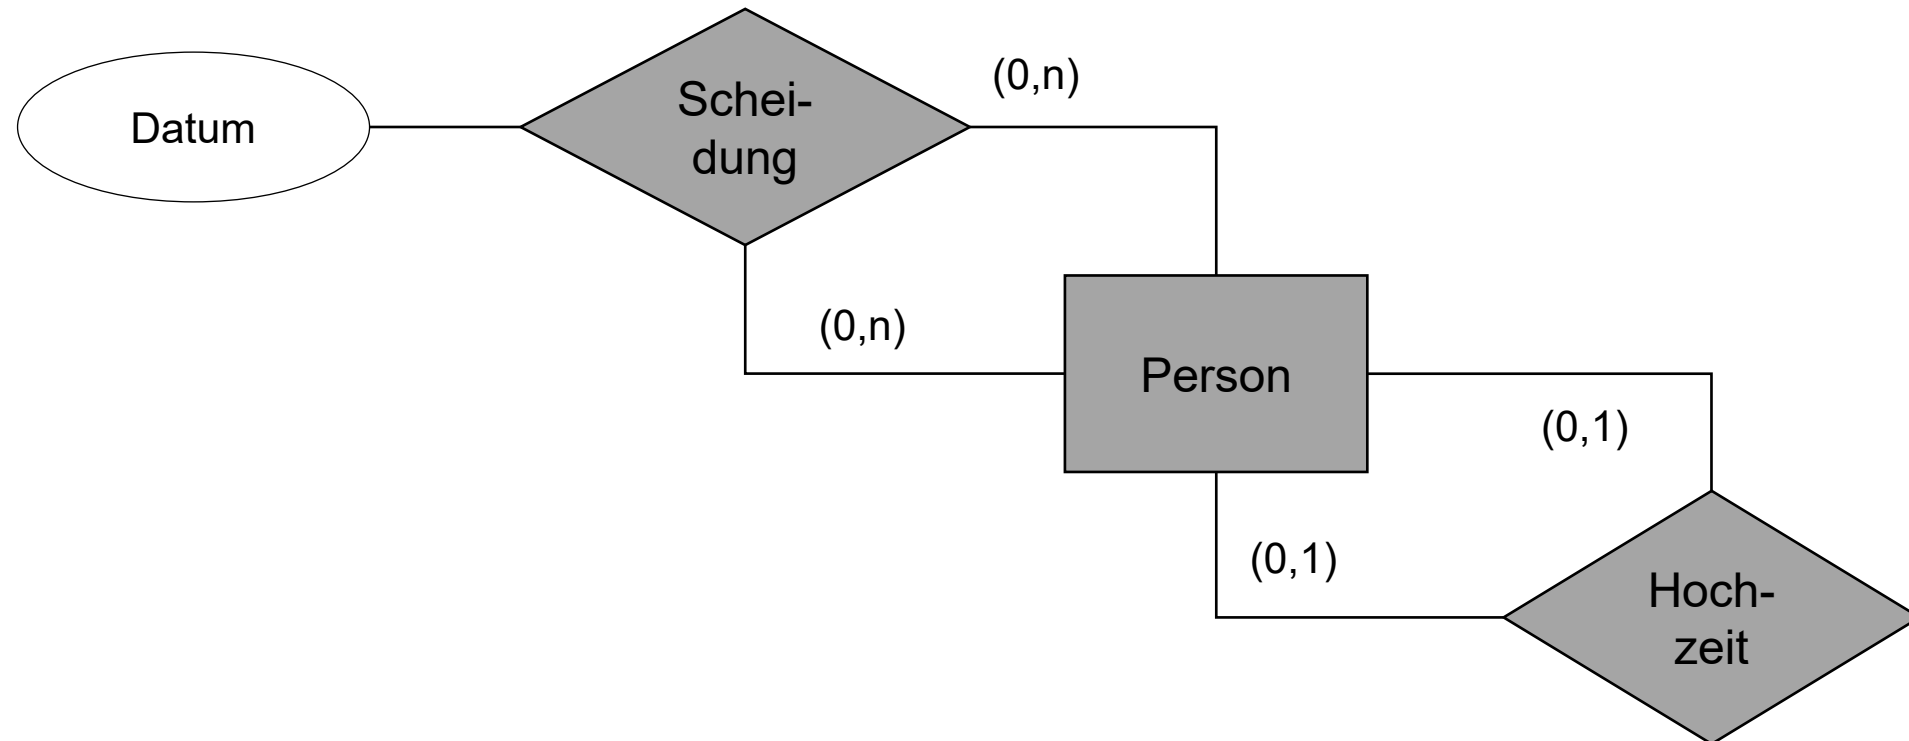 (0,n)
Schei-
dung
Datum
(0,n)
Person
(0,1)
(0,1)
Hoch-
zeit